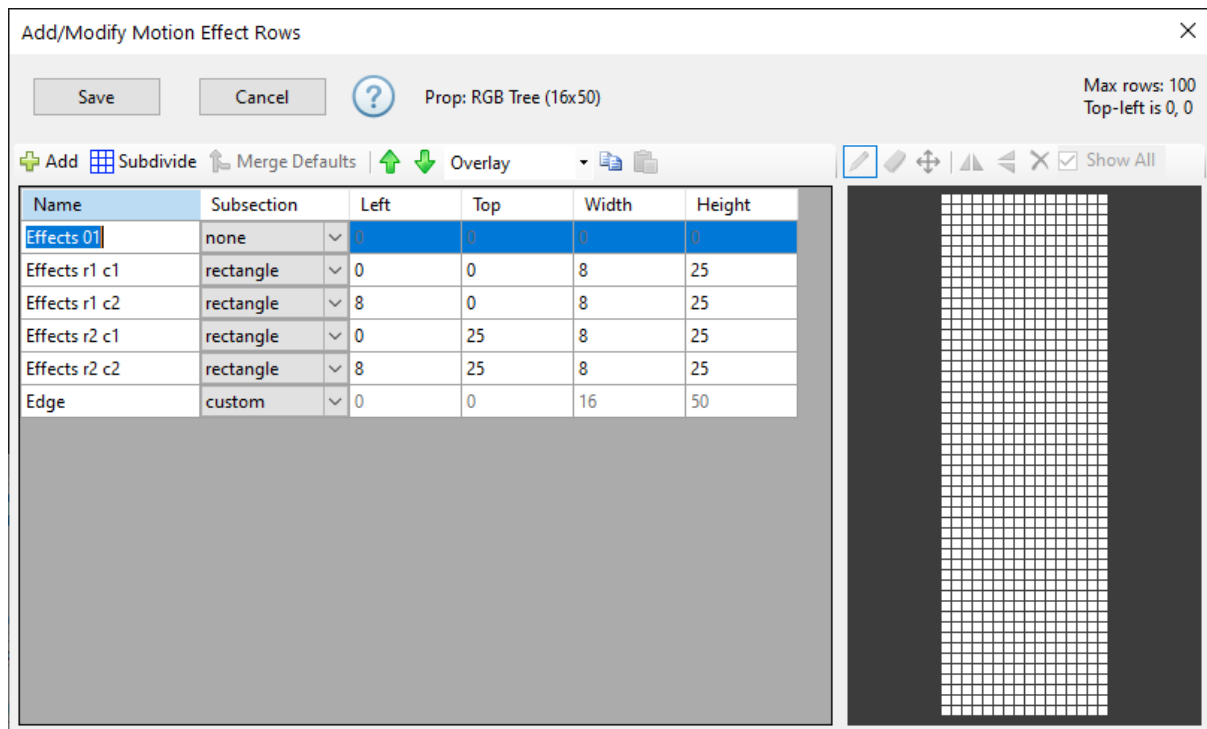 Add/Modify Motion Effect Rows
Save Cancel ? Prop: RGB Tree (16x50) Max rows: 100
Top-left is 0, 0
Add Subdivide Merge Defaults Overlay Show All
Name Subsection Left Top Width Height
Effects 01 none 0 0 0 0
Effects r1 c1 rectangle 0 0 8 25
Effects r1 c2 rectangle 8 0 8 25
Effects r2 c1 rectangle 0 25 8 25
Effects r2 c2 rectangle 8 25 8 25
Edge custom 0 0 16 50